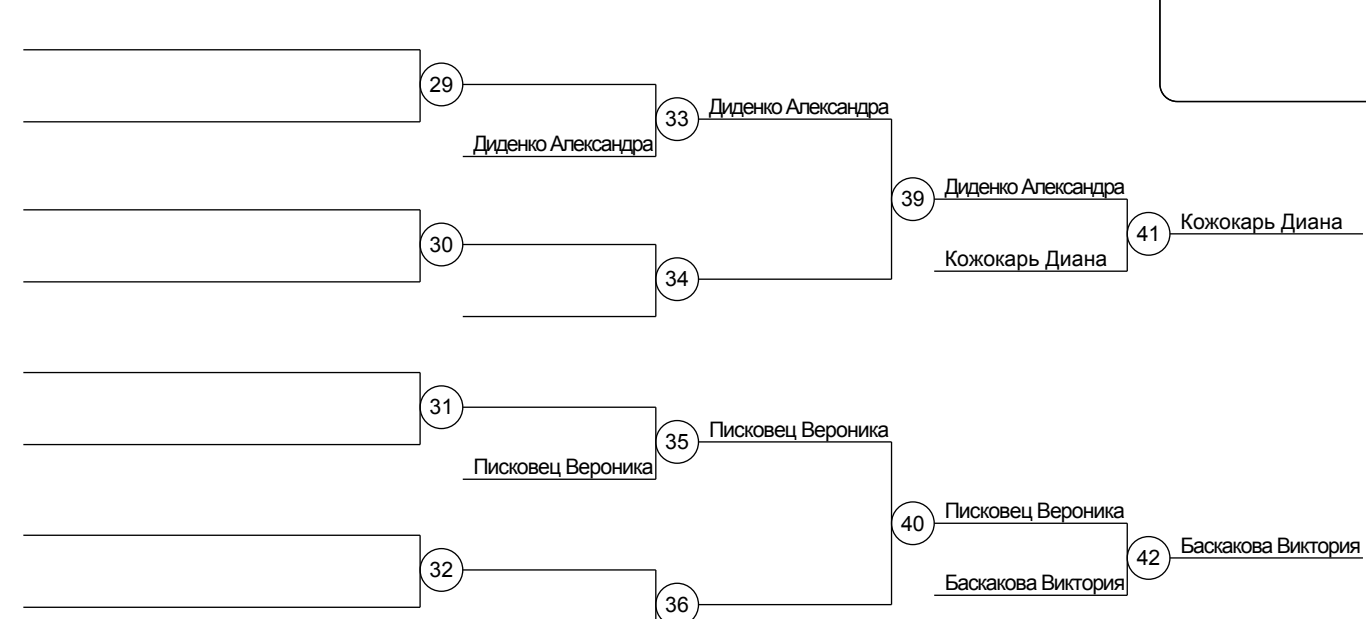 29
33
Диденко Александра
Диденко Александра
39
Диденко Александра
41
Кожокарь Диана
30
Кожокарь Диана
34
31
35
Писковец Вероника
Писковец Вероника
40
Писковец Вероника
42
Баскакова Виктория
32
Баскакова Виктория
36